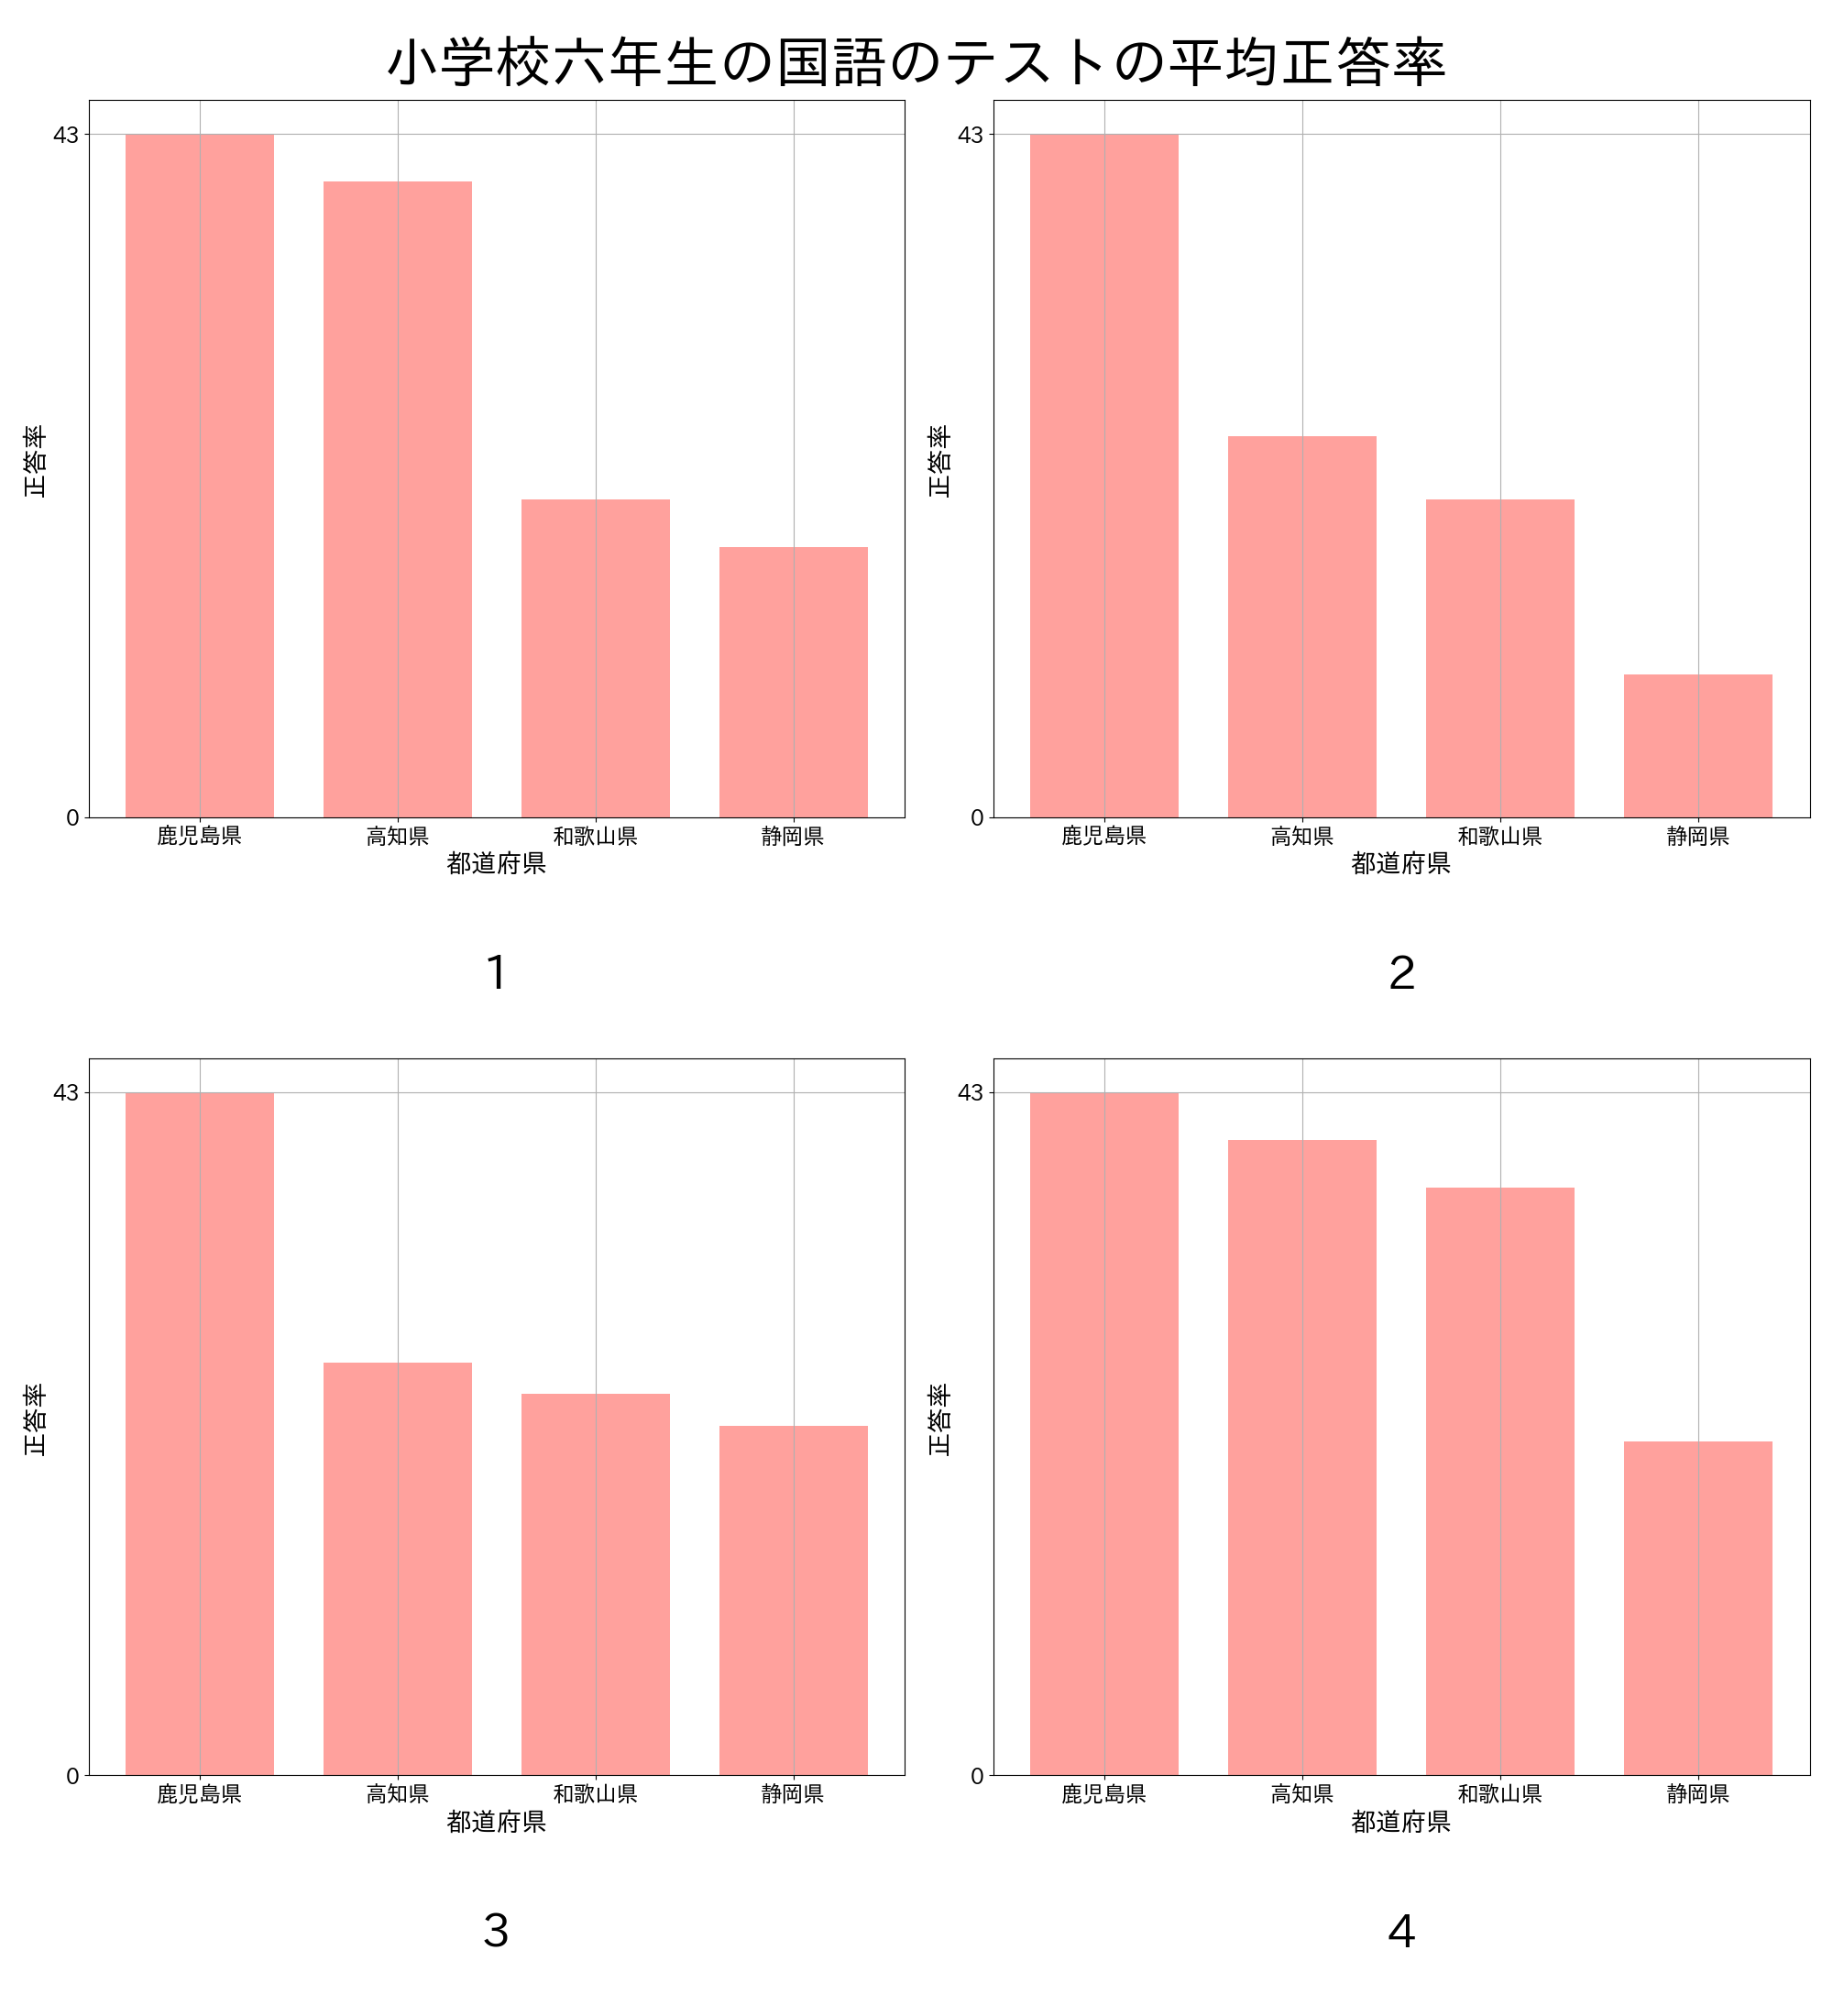 小学校六年生の国語のテストの平均正答率
43
正答率
0
鹿児島県 高知県 和歌山県 静岡県
都道府県
1
43
正答率
0
鹿児島県 高知県 和歌山県 静岡県
都道府県
2
43
正答率
0
鹿児島県 高知県 和歌山県 静岡県
都道府県
3
43
正答率
0
鹿児島県 高知県 和歌山県 静岡県
都道府県
4